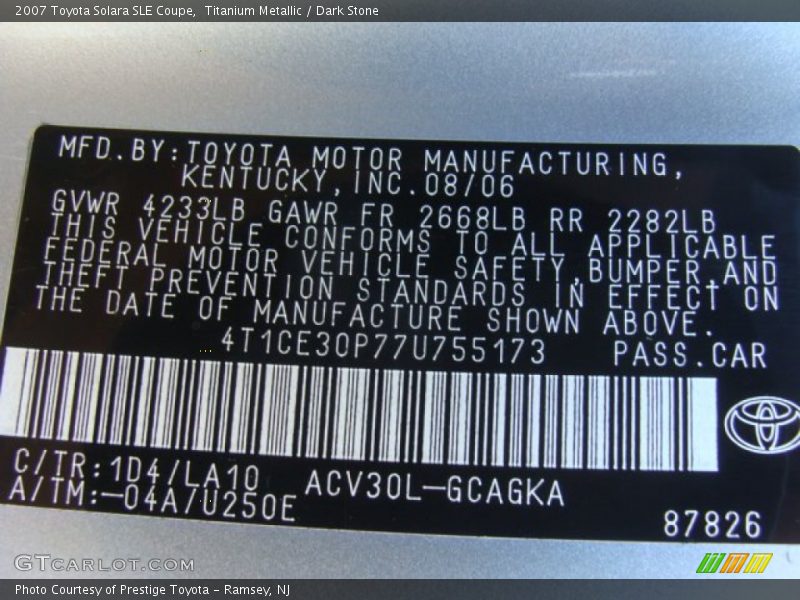 2007 Toyota Solara SLE Coupe,  Titanium Metallic / Dark Stone
MFD.BY:TOYOTA MOTOR MANUFACTURING,
KENTUCKY,INC.08/06
GVWR 4233LB GAWR FR 2668LB RR 2282LB
THIS VEHICLE CONFORMS TO ALL APPLICABLE
FEDERAL MOTOR VEHICLE SAFETY,BUMPER,AND
THEFT PREVENTION STANDARDS IN EFFECT ON
THE DATE OF MANUFACTURE SHOWN ABOVE.
4T1CE30P77U755173 PASS.CAR
C/TR:1D4/LA10 ACV30L-GCAGKA
A/TM:-04A/U250E
87826
GTCARLOT.COM
Photo Courtesy of Prestige Toyota - Ramsey, NJ